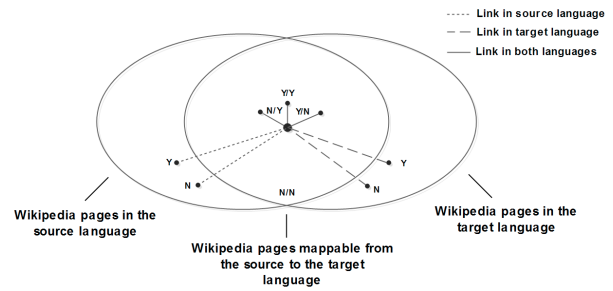 Link in source language
Link in target language
Link in both languages
Y/Y
N/Y Y/N
Y
Y
N
N/N
N
Wikipedia pages in the
source language
Wikipedia pages mappable from
the source to the target
language
Wikipedia pages in the
target language